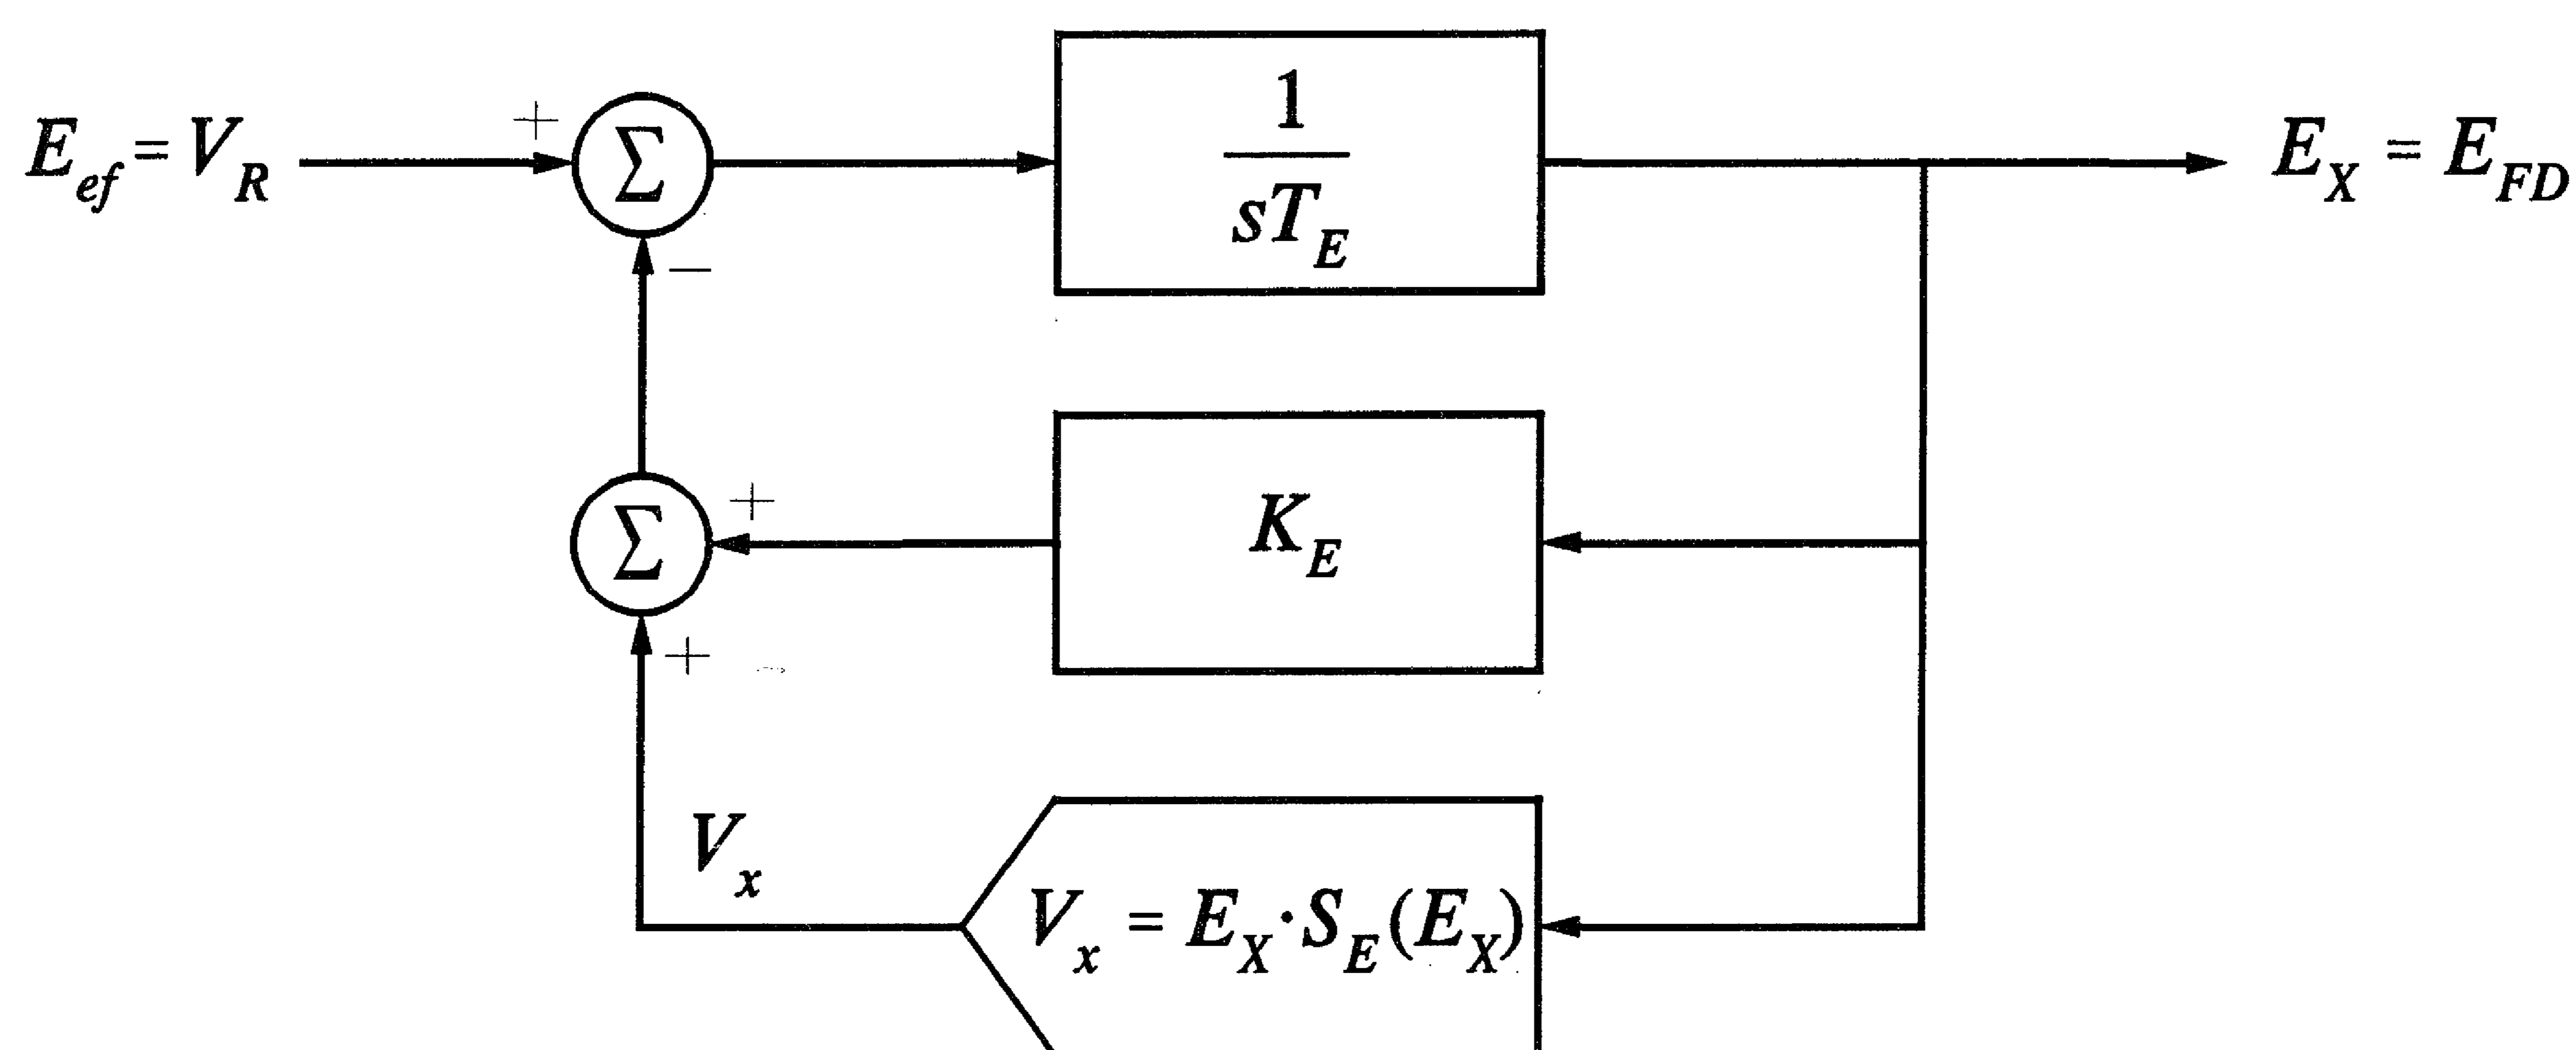 E_ef = V_R
+
Σ
−
1
sT_E
E_X = E_FD
Σ
+
K_E
+
V_x
V_x = E_X · S_E(E_X)